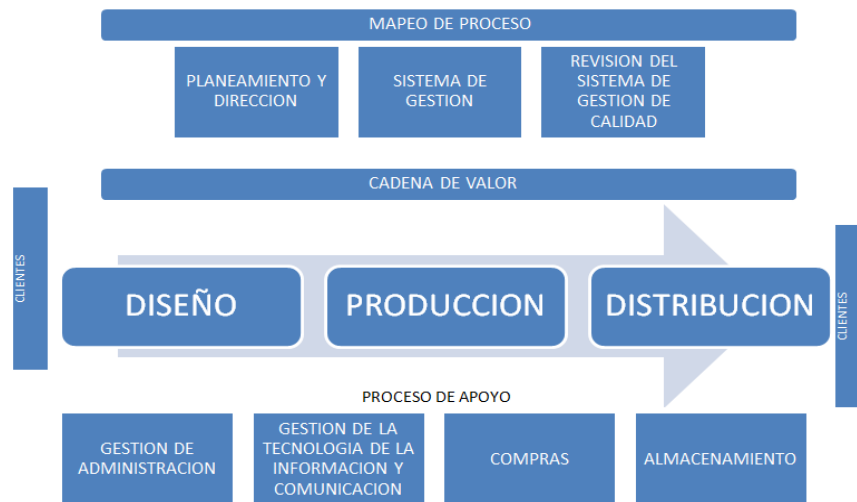 MAPEO DE PROCESO
PLANEAMIENTO Y
DIRECCION
SISTEMA DE
GESTION
REVISION DEL
SISTEMA DE
GESTION DE
CALIDAD
CADENA DE VALOR
CLIENTES
DISEÑO
PRODUCCION
DISTRIBUCION
CLIENTES
PROCESO DE APOYO
GESTION DE
ADMINISTRACION
GESTION DE LA
TECNOLOGIA DE LA
INFORMACION Y
COMUNICACION
COMPRAS
ALMACENAMIENTO